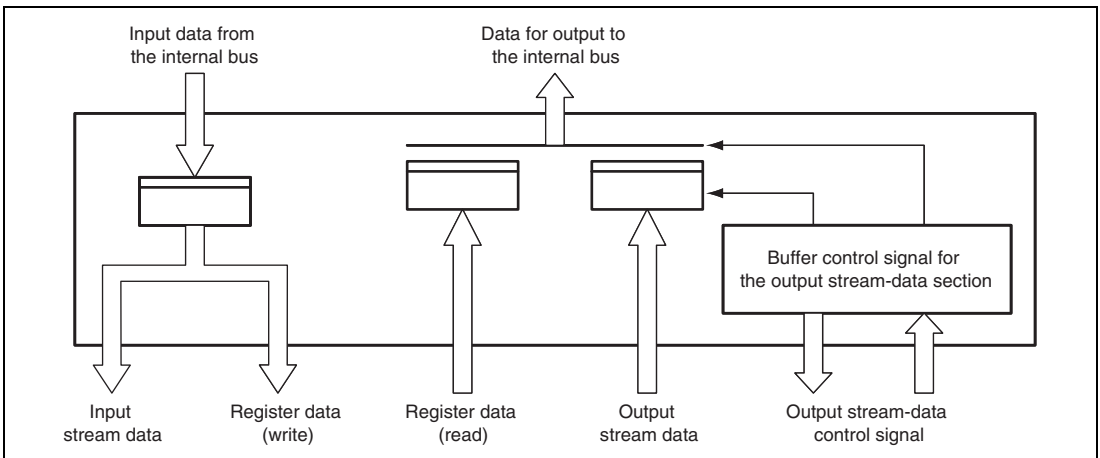 Input data from
the internal bus
Data for output to
the internal bus
Buffer control signal for
the output stream-data section
Input
stream data
Register data
(write)
Register data
(read)
Output
stream data
Output stream-data
control signal